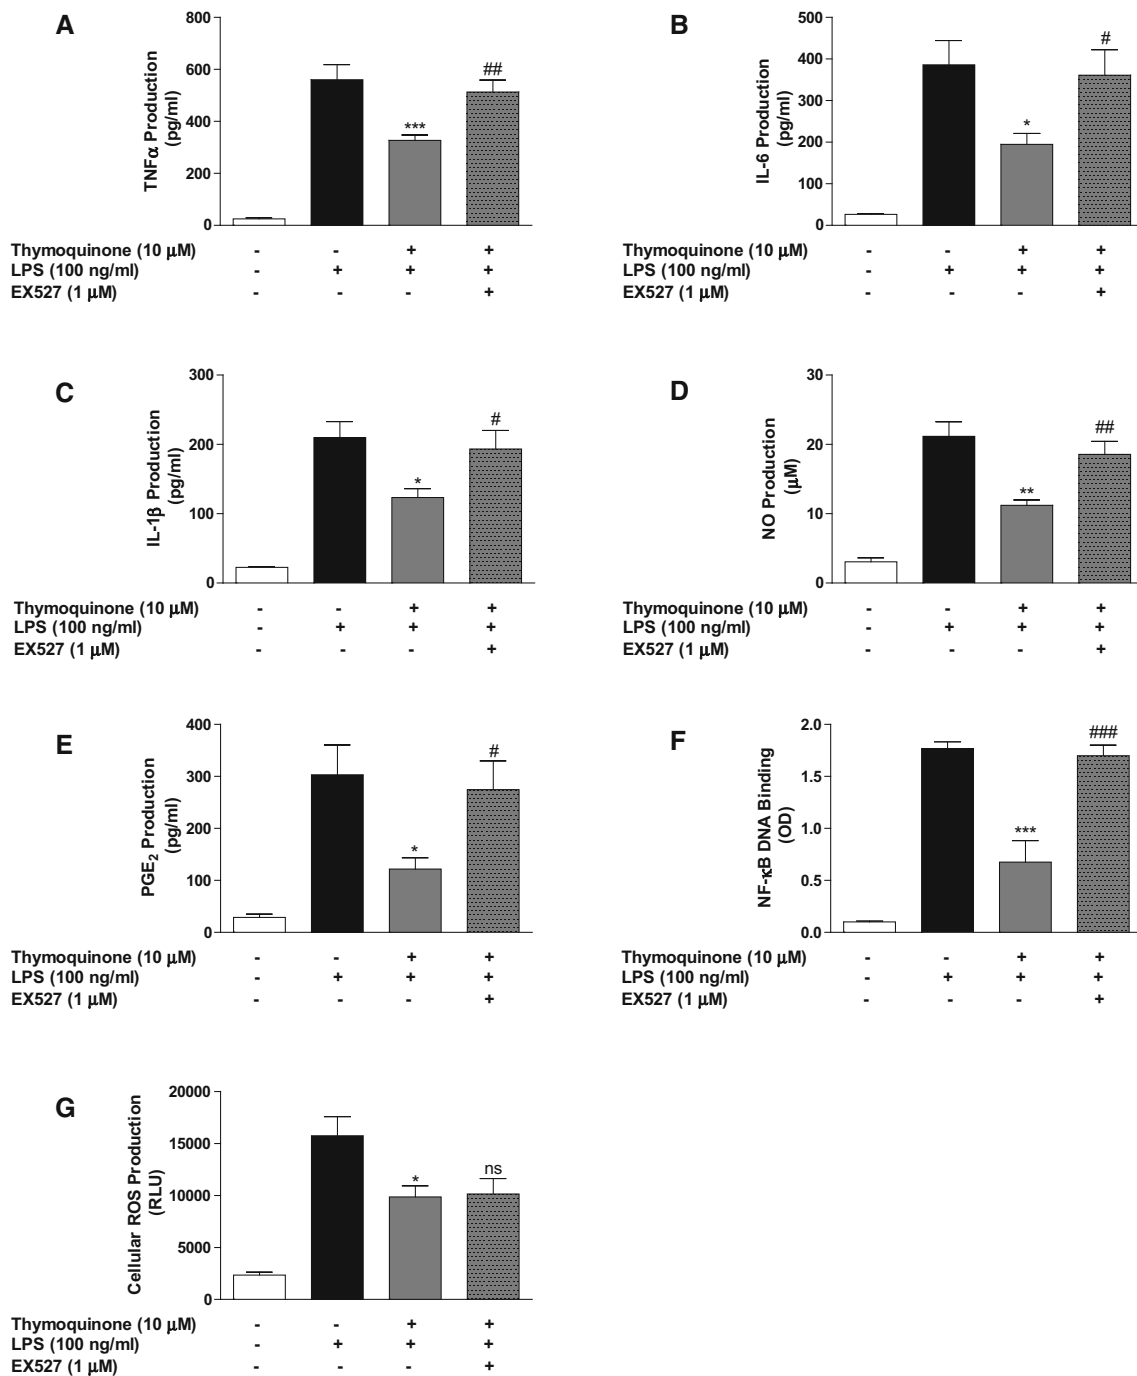 A
TNFα Production
(pg/ml)
800
600
400
200
0
***
##
Thymoquinone (10 µM) - - + +
LPS (100 ng/ml) - + + +
EX527 (1 µM) - - - +
B
IL-6 Production
(pg/ml)
500
400
300
200
100
0
*
#
Thymoquinone (10 µM) - - + +
LPS (100 ng/ml) - + + +
EX527 (1 µM) - - - +
C
IL-1β Production
(pg/ml)
300
200
100
0
*
#
Thymoquinone (10 µM) - - + +
LPS (100 ng/ml) - + + +
EX527 (1 µM) - - - +
D
NO Production
(µM)
30
20
10
0
**
##
Thymoquinone (10 µM) - - + +
LPS (100 ng/ml) - + + +
EX527 (1 µM) - - - +
E
PGE₂ Production
(pg/ml)
400
300
200
100
0
*
#
Thymoquinone (10 µM) - - + +
LPS (100 ng/ml) - + + +
EX527 (1 µM) - - - +
F
NF-κB DNA Binding
(OD)
2.0
1.5
1.0
0.5
0.0
***
###
Thymoquinone (10 µM) - - + +
LPS (100 ng/ml) - + + +
EX527 (1 µM) - - - +
G
Cellular ROS Production
(RLU)
20000
15000
10000
5000
0
*
ns
Thymoquinone (10 µM) - - + +
LPS (100 ng/ml) - + + +
EX527 (1 µM) - - - +